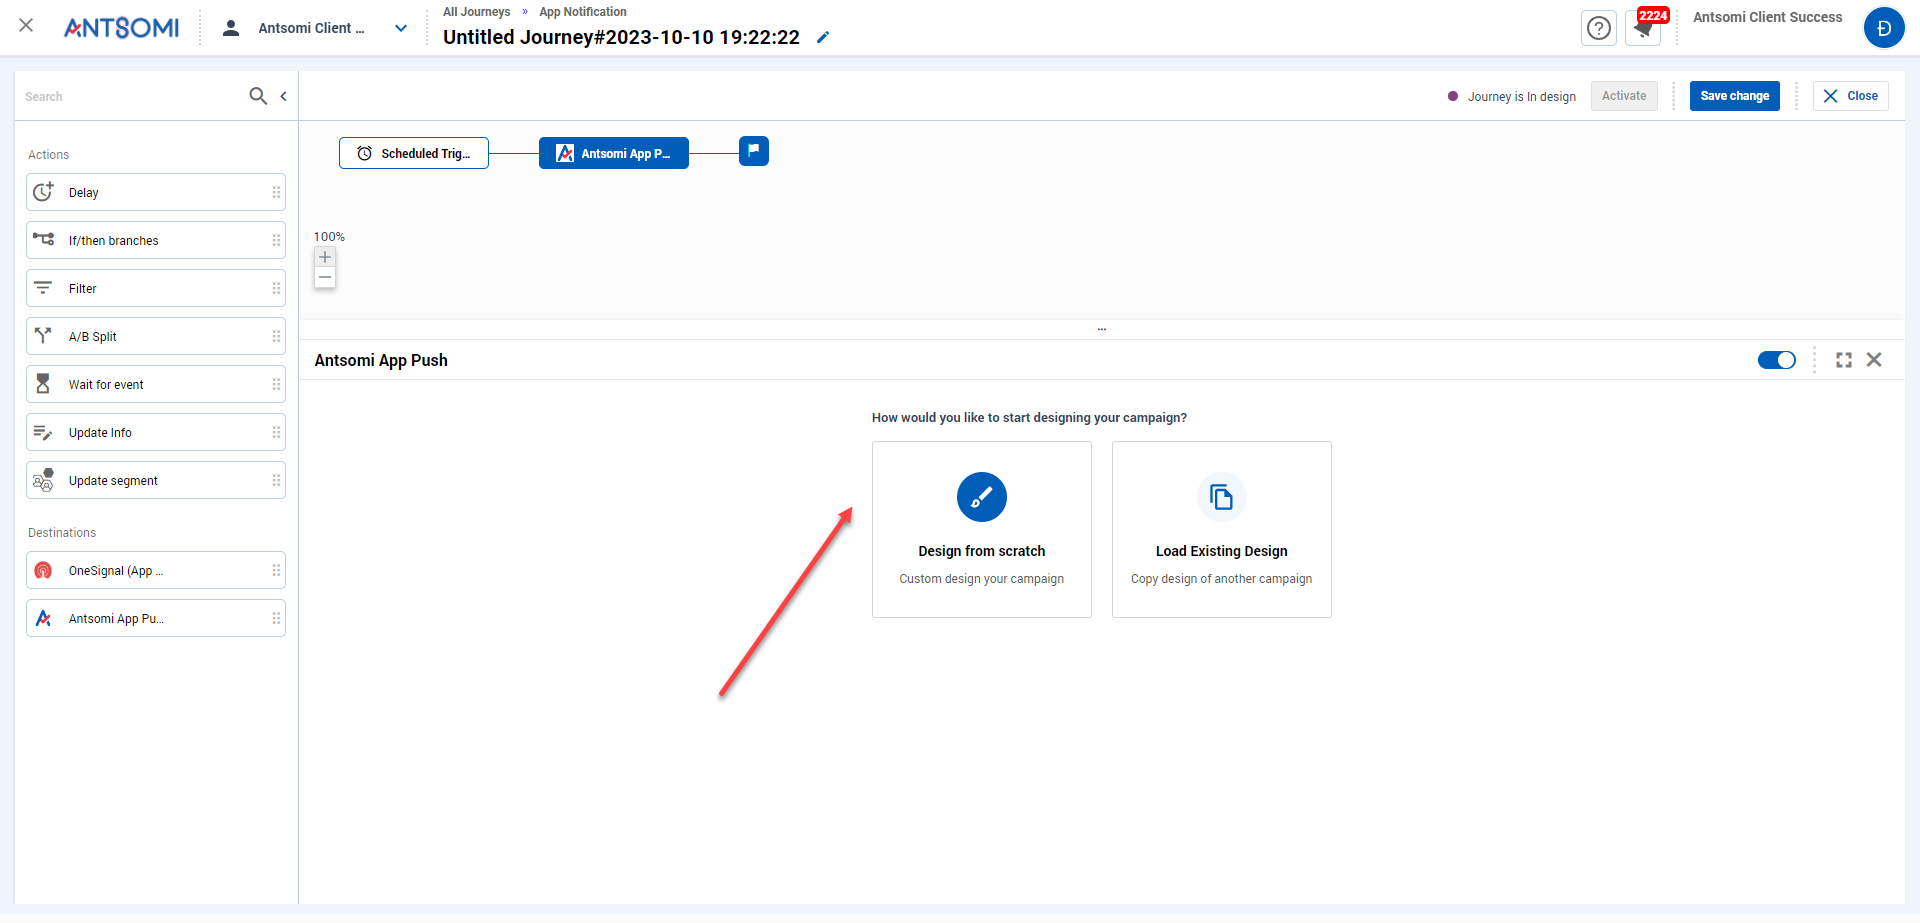 ANTSOMI
Antsomi Client ...
All Journeys » App Notification
Untitled Journey#2023-10-10 19:22:22
2224
Antsomi Client Success
Đ
Search
Journey is In design
Activate
Save change
Close
Actions
Delay
If/then branches
Filter
A/B Split
Wait for event
Update Info
Update segment
Destinations
OneSignal (App ...
Antsomi App Pu...
Scheduled Trig...
Antsomi App P...
100%
...
Antsomi App Push
How would you like to start designing your campaign?
Design from scratch
Custom design your campaign
Load Existing Design
Copy design of another campaign